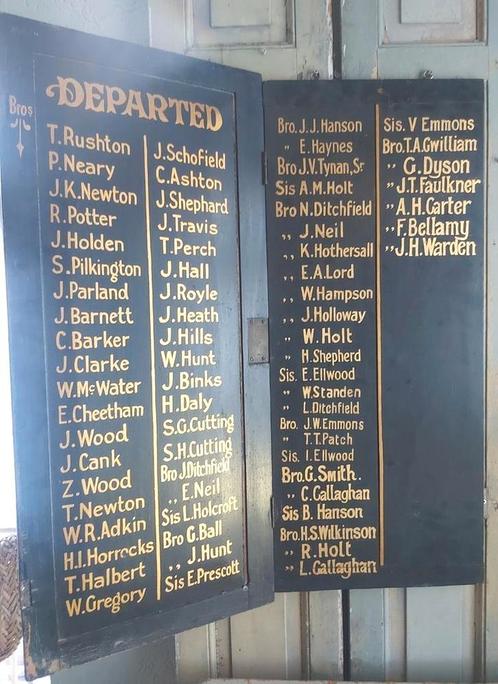 DEPARTED
Bros
T. Rushton
P. Neary
J.K. Newton
R. Potter
J. Holden
S. Pilkington
J. Parland
J. Barnett
C. Barker
J. Clarke
W. McWater
E. Cheetham
J. Wood
J. Cank
Z. Wood
T. Newton
W.R. Adkin
H.I. Horrocks
T. Halbert
W. Gregory
J. Schofield
C. Ashton
J. Shephard
J. Travis
T. Perch
J. Hall
J. Royle
J. Heath
J. Hills
W. Hunt
J. Binks
H. Daly
S.G. Cutting
S.H. Cutting
Bro J. Ditchfield
,, E. Neil
Sis L. Holcroft
Bro G. Ball
,, J. Hunt
Sis E. Prescott
Bro. J.J. Hanson
" E. Haynes
Bro J.V. Tynan, Sr
Sis A.M. Holt
Bro N. Ditchfield
,, J. Neil
,, K. Hothersall
,, E.A. Lord
,, W. Hampson
,, J. Holloway
" W. Holt
" H. Shepherd
Sis. E. Ellwood
" W. Standen
" L. Ditchfield
Bro. J.W. Emmons
" T.T. Patch
Sis. I. Ellwood
Bro. G. Smith.
" C. Callaghan
Sis B. Hanson
Bro. H.S. Wilkinson
" R. Holt
" L. Callaghan
Sis. V Emmons
Bro. T.A. Gwilliam
" G. Dyson
" J.T. Faulkner
" A.H. Carter
" F. Bellamy
" J.H. Warden